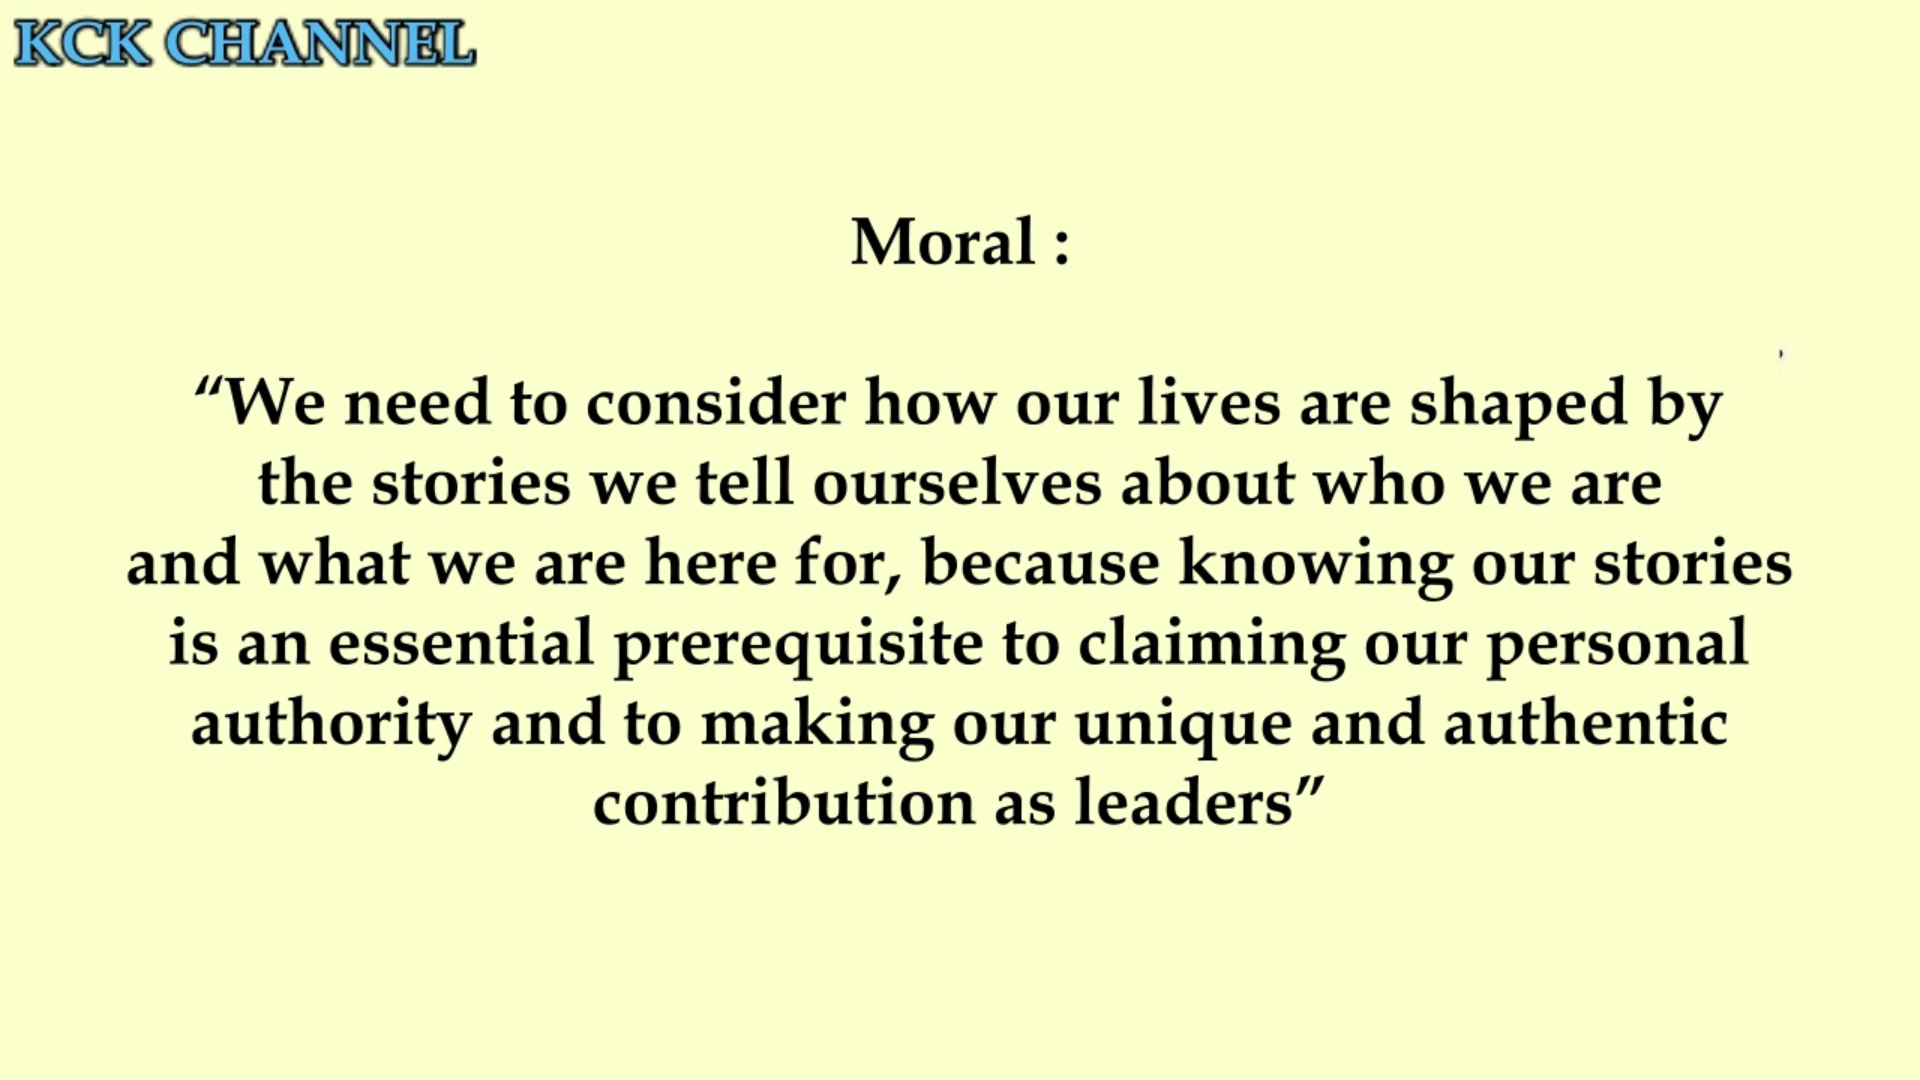 KCK CHANNEL
Moral :
“We need to consider how our lives are shaped by
the stories we tell ourselves about who we are
and what we are here for, because knowing our stories
is an essential prerequisite to claiming our personal
authority and to making our unique and authentic
contribution as leaders”